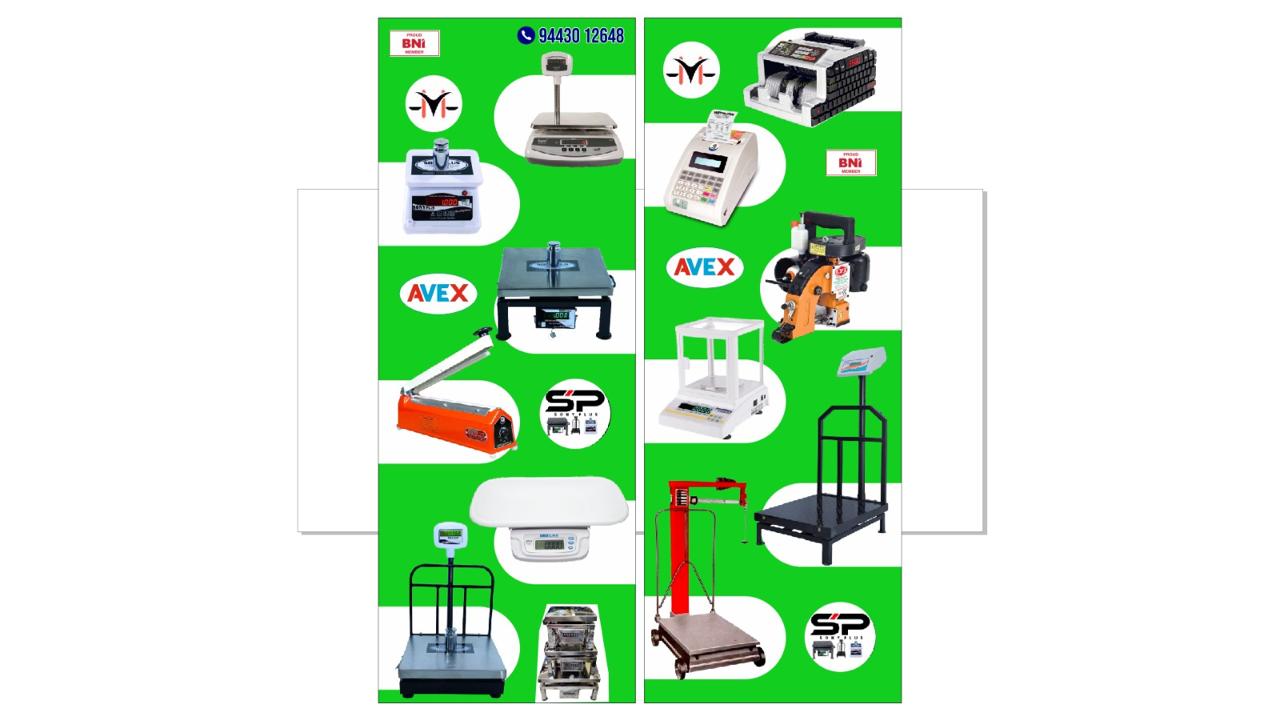 PROUD
BNI
MEMBER
94430 12648
AVEX
SP
SONY PLUS
PROUD
BNI
MEMBER
AVEX
SP
SONY PLUS